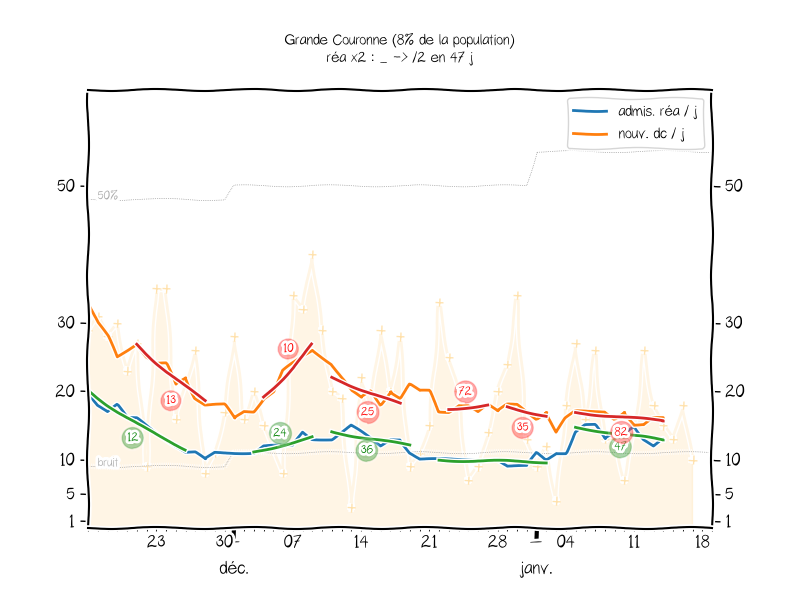 Grande Couronne (8% de la population)
réa x2 : _ -> /2 en 47 j
admis. réa / j
nouv. dc / j
50 50
50%
30 30
10
20 20
72
13
25
35
24
82
12
36
47
bruit
10 10
5 5
1 1
23 30 07 14 21 28 04 11 18
déc. janv.